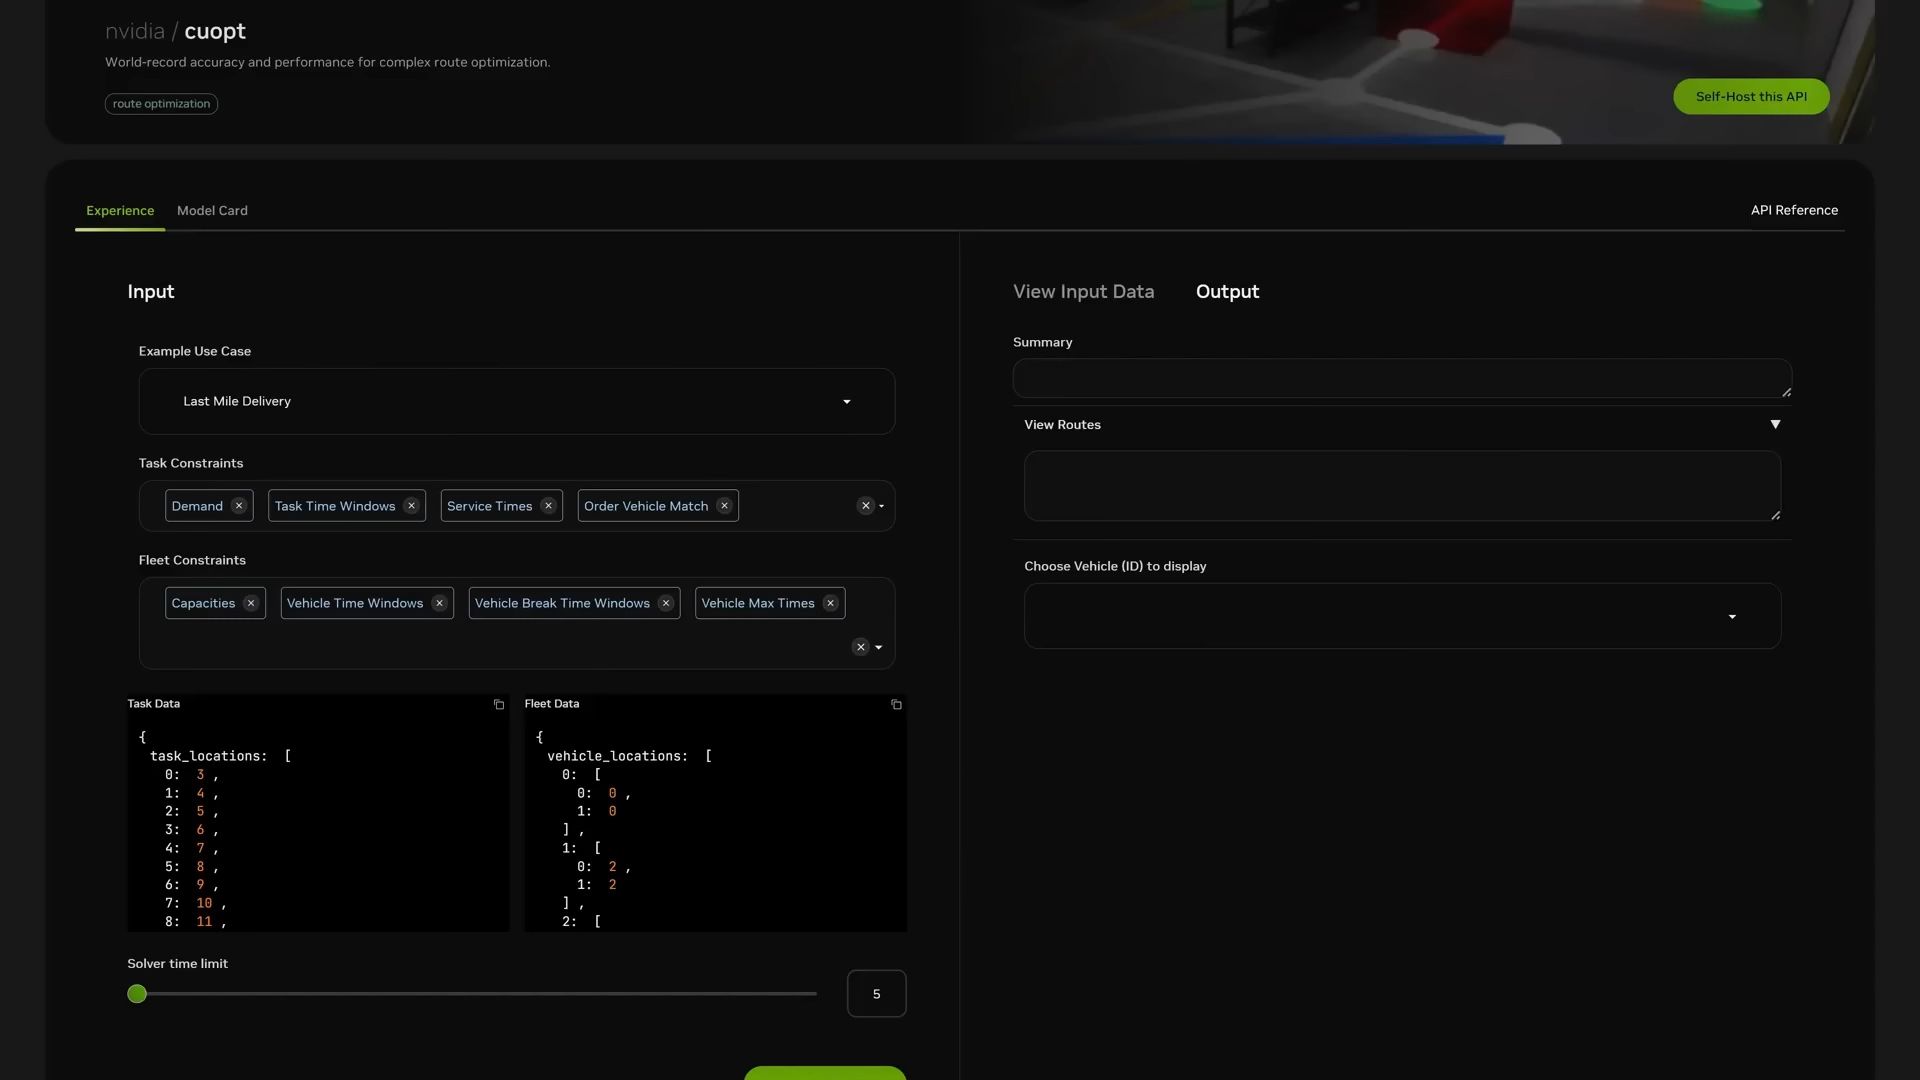 nvidia / cuopt
World-record accuracy and performance for complex route optimization.
route optimization
Self-Host this API
Experience
Model Card
API Reference
Input
Example Use Case
Last Mile Delivery
Task Constraints
Demand × Task Time Windows × Service Times × Order Vehicle Match ×
Fleet Constraints
Capacities × Vehicle Time Windows × Vehicle Break Time Windows × Vehicle Max Times ×
Task Data
{
task_locations: [
0: 3 ,
1: 4 ,
2: 5 ,
3: 6 ,
4: 7 ,
5: 8 ,
6: 9 ,
7: 10 ,
8: 11 ,
Fleet Data
{
vehicle_locations: [
0: [
0: 0 ,
1: 0
] ,
1: [
0: 2 ,
1: 2
] ,
2: [
Solver time limit
5
View Input Data
Output
Summary
View Routes
Choose Vehicle (ID) to display